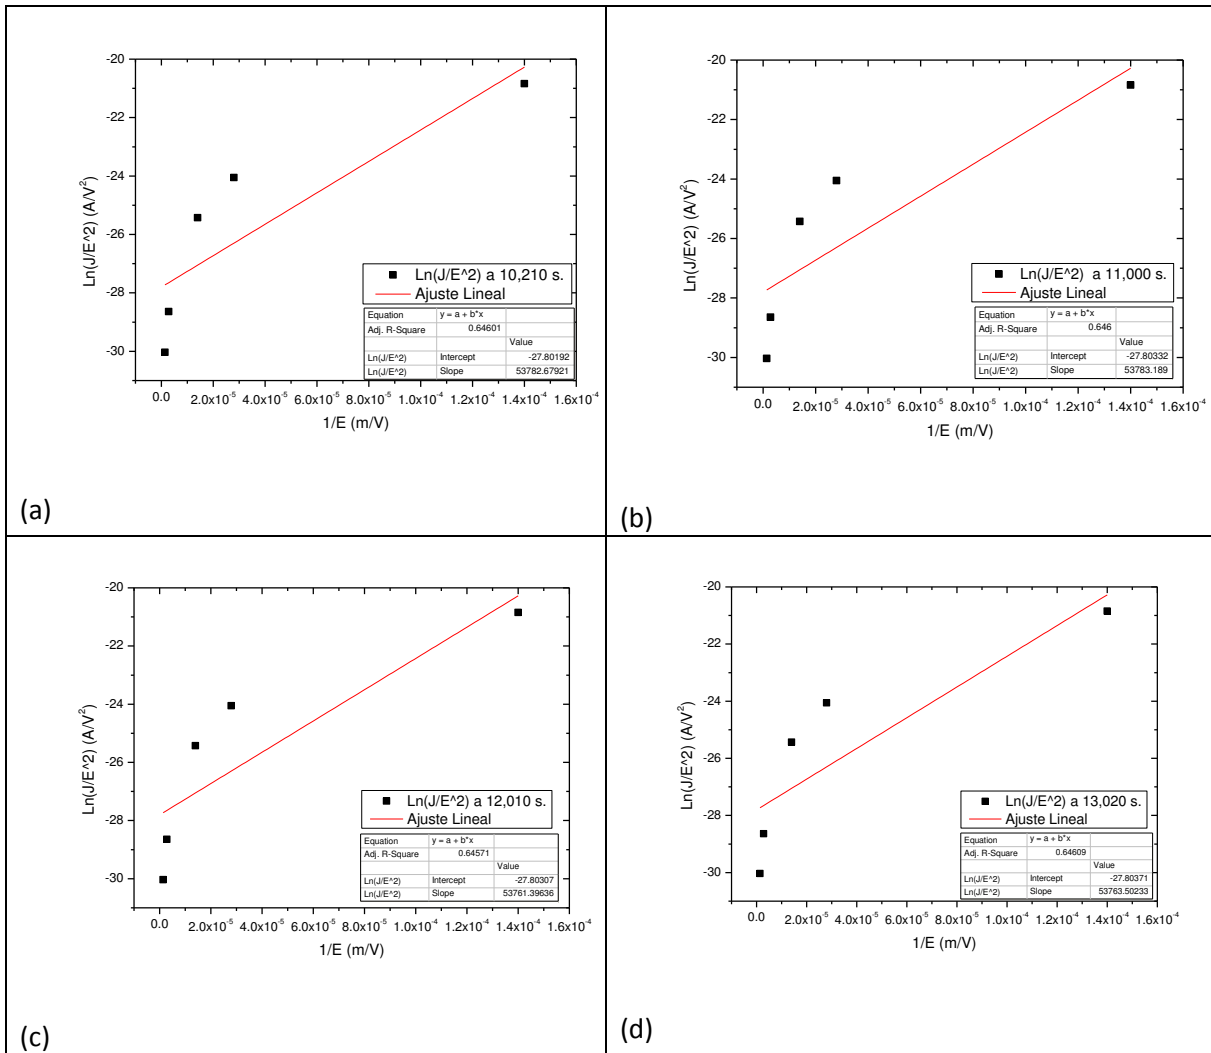 -20
-22
-24
-26
-28
-30
Ln(J/E^2) (A/V²)
Ln(J/E^2) a 10,210 s.
Ajuste Lineal
Equation y = a + b*x
Adj. R-Square 0.64601
Value
Ln(J/E^2) Intercept -27.80192
Ln(J/E^2) Slope 53782.67921
0.0 2.0x10⁻⁵ 4.0x10⁻⁵ 6.0x10⁻⁵ 8.0x10⁻⁵ 1.0x10⁻⁴ 1.2x10⁻⁴ 1.4x10⁻⁴ 1.6x10⁻⁴
1/E (m/V)
(a)
-20
-22
-24
-26
-28
-30
Ln(J/E^2) (A/V²)
Ln(J/E^2) a 11,000 s.
Ajuste Lineal
Equation y = a + b*x
Adj. R-Square 0.646
Value
Ln(J/E^2) Intercept -27.80332
Ln(J/E^2) Slope 53783.189
0.0 2.0x10⁻⁵ 4.0x10⁻⁵ 6.0x10⁻⁵ 8.0x10⁻⁵ 1.0x10⁻⁴ 1.2x10⁻⁴ 1.4x10⁻⁴ 1.6x10⁻⁴
1/E (m/V)
(b)
-20
-22
-24
-26
-28
-30
Ln(J/E^2) (A/V²)
Ln(J/E^2) a 12,010 s.
Ajuste Lineal
Equation y = a + b*x
Adj. R-Square 0.64571
Value
Ln(J/E^2) Intercept -27.80307
Ln(J/E^2) Slope 53761.39636
0.0 2.0x10⁻⁵ 4.0x10⁻⁵ 6.0x10⁻⁵ 8.0x10⁻⁵ 1.0x10⁻⁴ 1.2x10⁻⁴ 1.4x10⁻⁴ 1.6x10⁻⁴
1/E (m/V)
(c)
-20
-22
-24
-26
-28
-30
Ln(J/E^2) (A/V²)
Ln(J/E^2) a 13,020 s.
Ajuste Lineal
Equation y = a + b*x
Adj. R-Square 0.64609
Value
Ln(J/E^2) Intercept -27.80371
Ln(J/E^2) Slope 53763.50233
0.0 2.0x10⁻⁵ 4.0x10⁻⁵ 6.0x10⁻⁵ 8.0x10⁻⁵ 1.0x10⁻⁴ 1.2x10⁻⁴ 1.4x10⁻⁴ 1.6x10⁻⁴
1/E (m/V)
(d)